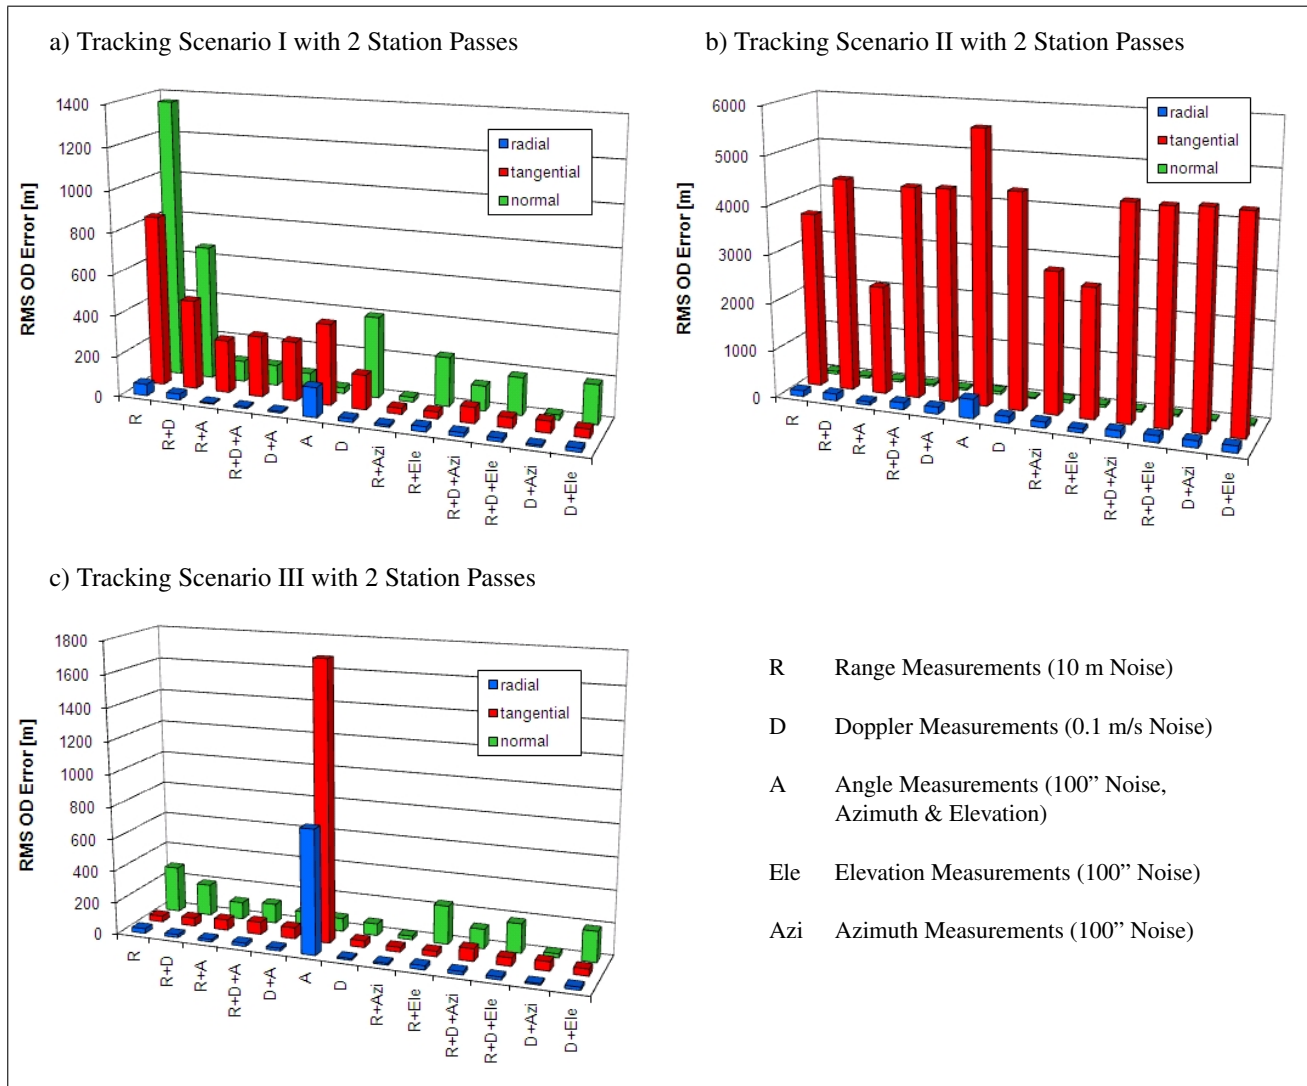 a) Tracking Scenario I with 2 Station Passes
RMS OD Error [m]
1400
1200
1000
800
600
400
200
0
radial
tangential
normal
R
R+D
R+A
R+D+A
D+A
A
D
R+Azi
R+Ele
R+D+Azi
R+D+Ele
D+Azi
D+Ele
b) Tracking Scenario II with 2 Station Passes
RMS OD Error [m]
6000
5000
4000
3000
2000
1000
0
radial
tangential
normal
R
R+D
R+A
R+D+A
D+A
A
D
R+Azi
R+Ele
R+D+Azi
R+D+Ele
D+Azi
D+Ele
c) Tracking Scenario III with 2 Station Passes
RMS OD Error [m]
1800
1600
1400
1200
1000
800
600
400
200
0
radial
tangential
normal
R
R+D
R+A
R+D+A
D+A
A
D
R+Azi
R+Ele
R+D+Azi
R+D+Ele
D+Azi
D+Ele
R Range Measurements (10 m Noise)
D Doppler Measurements (0.1 m/s Noise)
A Angle Measurements (100” Noise,
Azimuth & Elevation)
Ele Elevation Measurements (100” Noise)
Azi Azimuth Measurements (100” Noise)